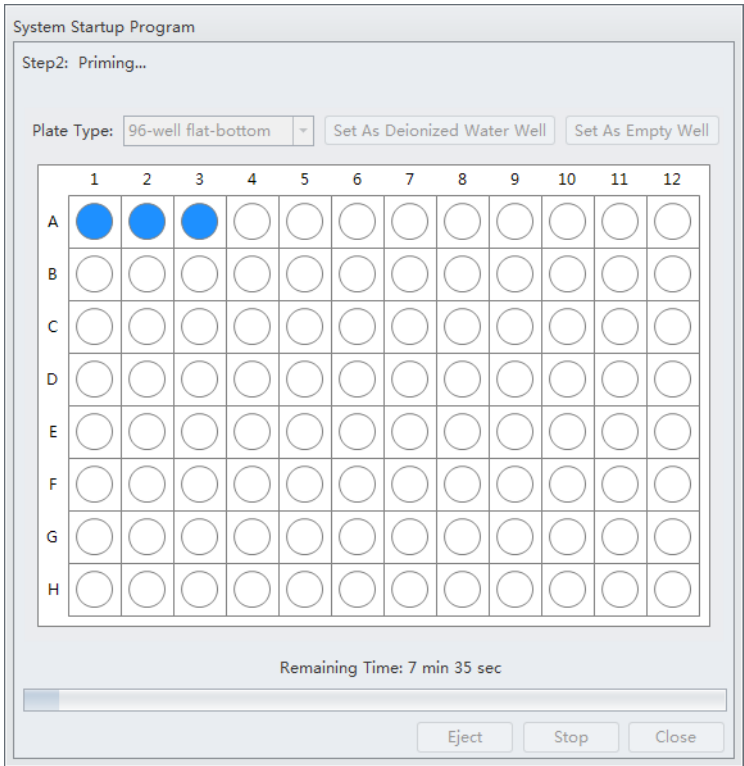 System Startup Program
Step2: Priming...
Plate Type: 96-well flat-bottom Set As Deionized Water Well Set As Empty Well
1 2 3 4 5 6 7 8 9 10 11 12
A
B
C
D
E
F
G
H
Remaining Time: 7 min 35 sec
Eject Stop Close